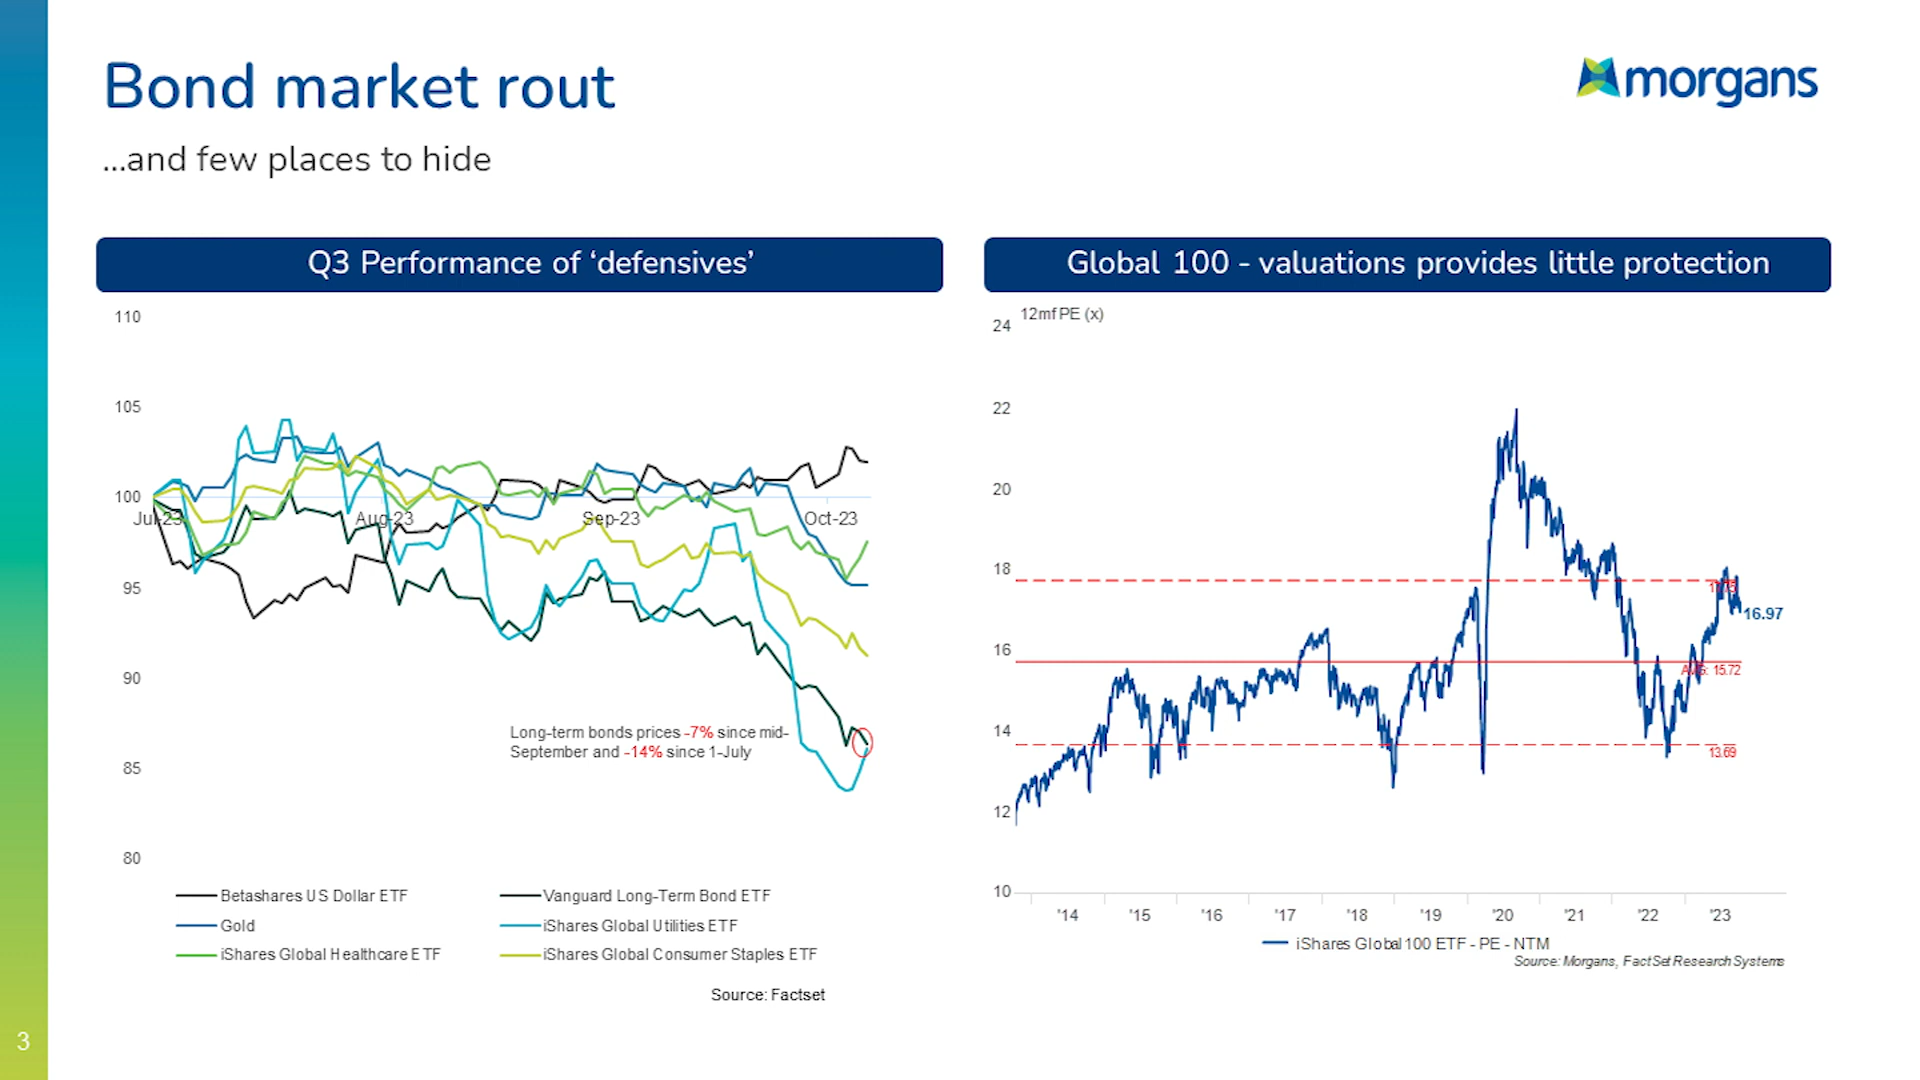 Bond market rout
...and few places to hide
morgans
Q3 Performance of ‘defensives’
110
105
100
95
90
85
80
Jul-23
Aug-23
Sep-23
Oct-23
Long-term bonds prices -7% since mid-
September and -14% since 1-July
Betashares US Dollar ETF
Vanguard Long-Term Bond ETF
Gold
iShares Global Utilities ETF
iShares Global Healthcare ETF
iShares Global Consumer Staples ETF
Source: Factset
Global 100 - valuations provides little protection
12mf PE (x)
24
22
20
18
16
14
12
10
17.75
16.97
AVG: 15.72
13.69
'14
'15
'16
'17
'18
'19
'20
'21
'22
'23
iShares Global 100 ETF - PE - NTM
Source: Morgans, FactSet Research Systems
3